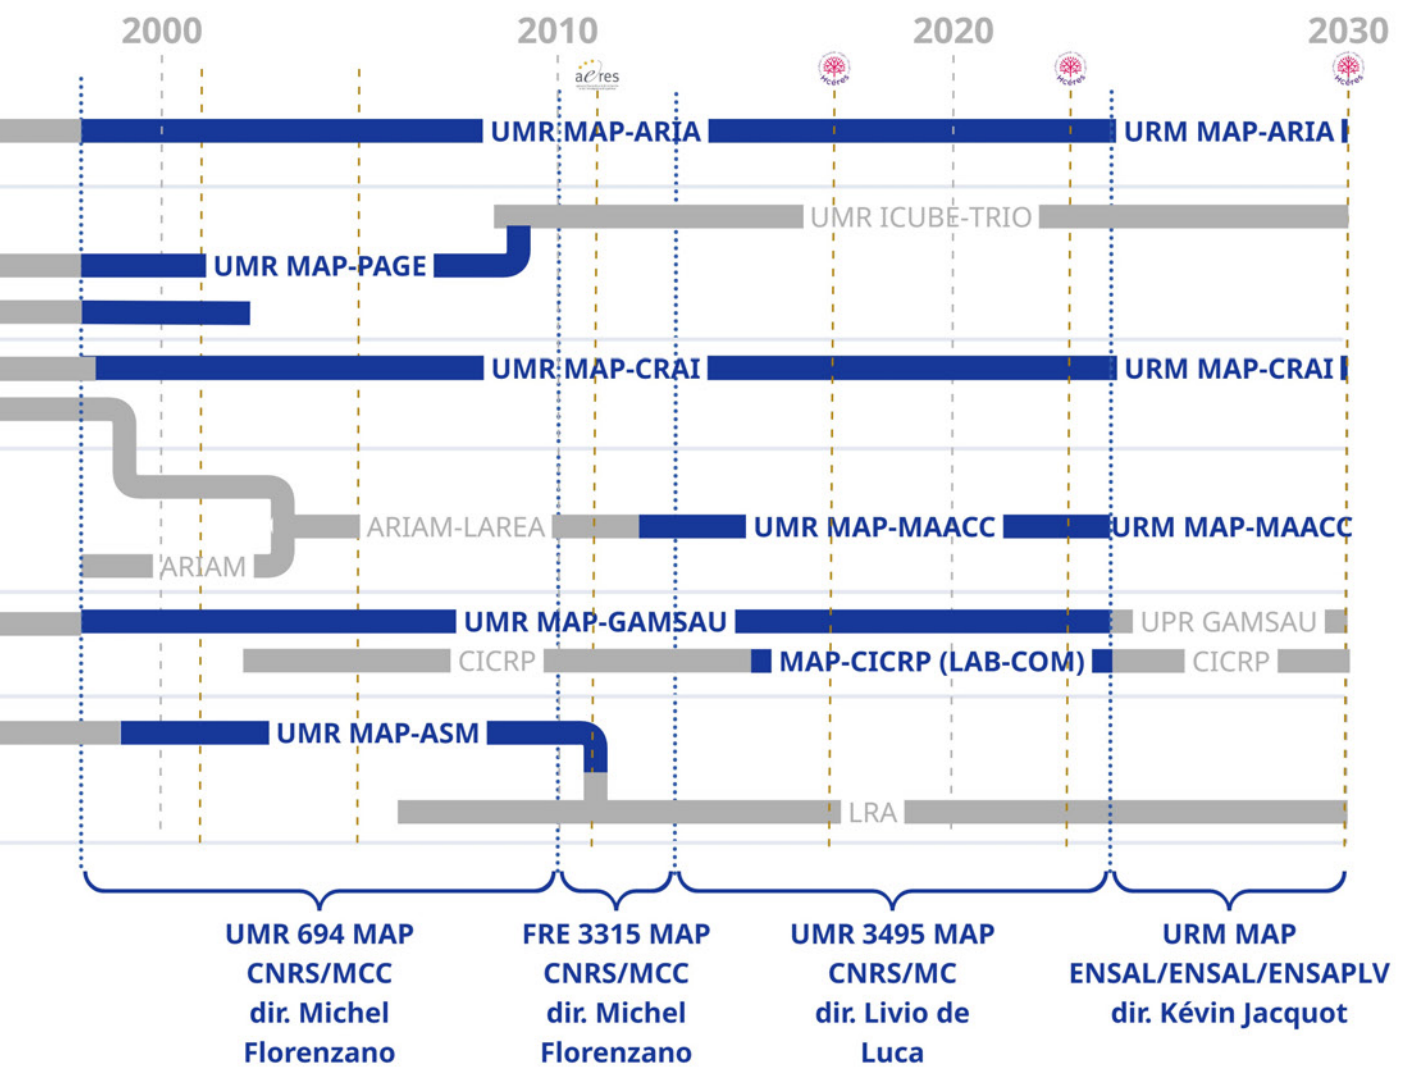 2000 2010 2020 2030
aeres Hcéres Hcéres Hcéres
UMR MAP-ARIA URM MAP-ARIA
UMR ICUBE-TRIO
UMR MAP-PAGE
UMR MAP-CRAI URM MAP-CRAI
ARIAM-LAREA UMR MAP-MAACC URM MAP-MAACC
ARIAM
UMR MAP-GAMSAU UPR GAMSAU
CICRP MAP-CICRP (LAB-COM) CICRP
UMR MAP-ASM
LRA
UMR 694 MAP
CNRS/MCC
dir. Michel
Florenzano
FRE 3315 MAP
CNRS/MCC
dir. Michel
Florenzano
UMR 3495 MAP
CNRS/MC
dir. Livio de
Luca
URM MAP
ENSAL/ENSAL/ENSAPLV
dir. Kévin Jacquot